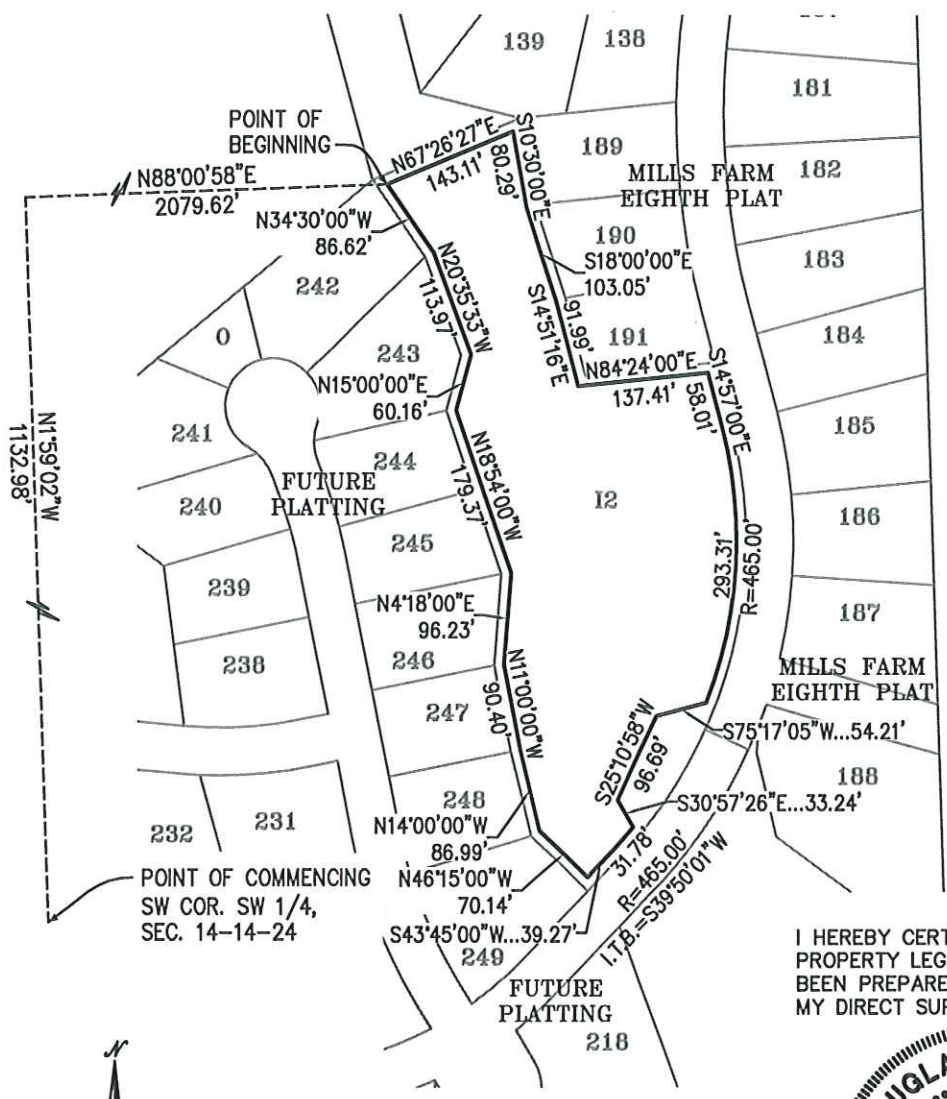 139
138
181
POINT OF
BEGINNING
N67°26'27"E
143.11'
S10°30'00"E
80.29'
189
MILLS FARM
EIGHTH PLAT
182
N88°00'58"E
2079.62'
N34°30'00"W
86.62'
190
S18°00'00"E
103.05'
183
242
N20°35'33"W
113.97'
S14°51'16"E
91.99'
191
184
O
243
N84°24'00"E
137.41'
S14°57'00"E
58.01'
N15°00'00"E
60.16'
241
185
N1°59'02"W
1132.98'
FUTURE
PLATTING
244
N18°54'00"W
179.37'
I2
240
186
245
293.31'
R=465.00'
239
N4°18'00"E
96.23'
187
238
246
N11°00'00"W
90.40'
MILLS FARM
EIGHTH PLAT
247
S25°10'58"W
96.69'
S75°17'05"W...54.21'
188
248
S30°57'26"E...33.24'
232
231
N14°00'00"W
86.99'
31.78'
R=465.00'
I.T.B.=S39°50'01"W
POINT OF COMMENCING
SW COR. SW 1/4,
SEC. 14-14-24
N46°15'00"W
70.14'
S43°45'00"W...39.27'
249
FUTURE
PLATTING
218
I HEREBY CERT
PROPERTY LEG
BEEN PREPARE
MY DIRECT SU
N
UGLA